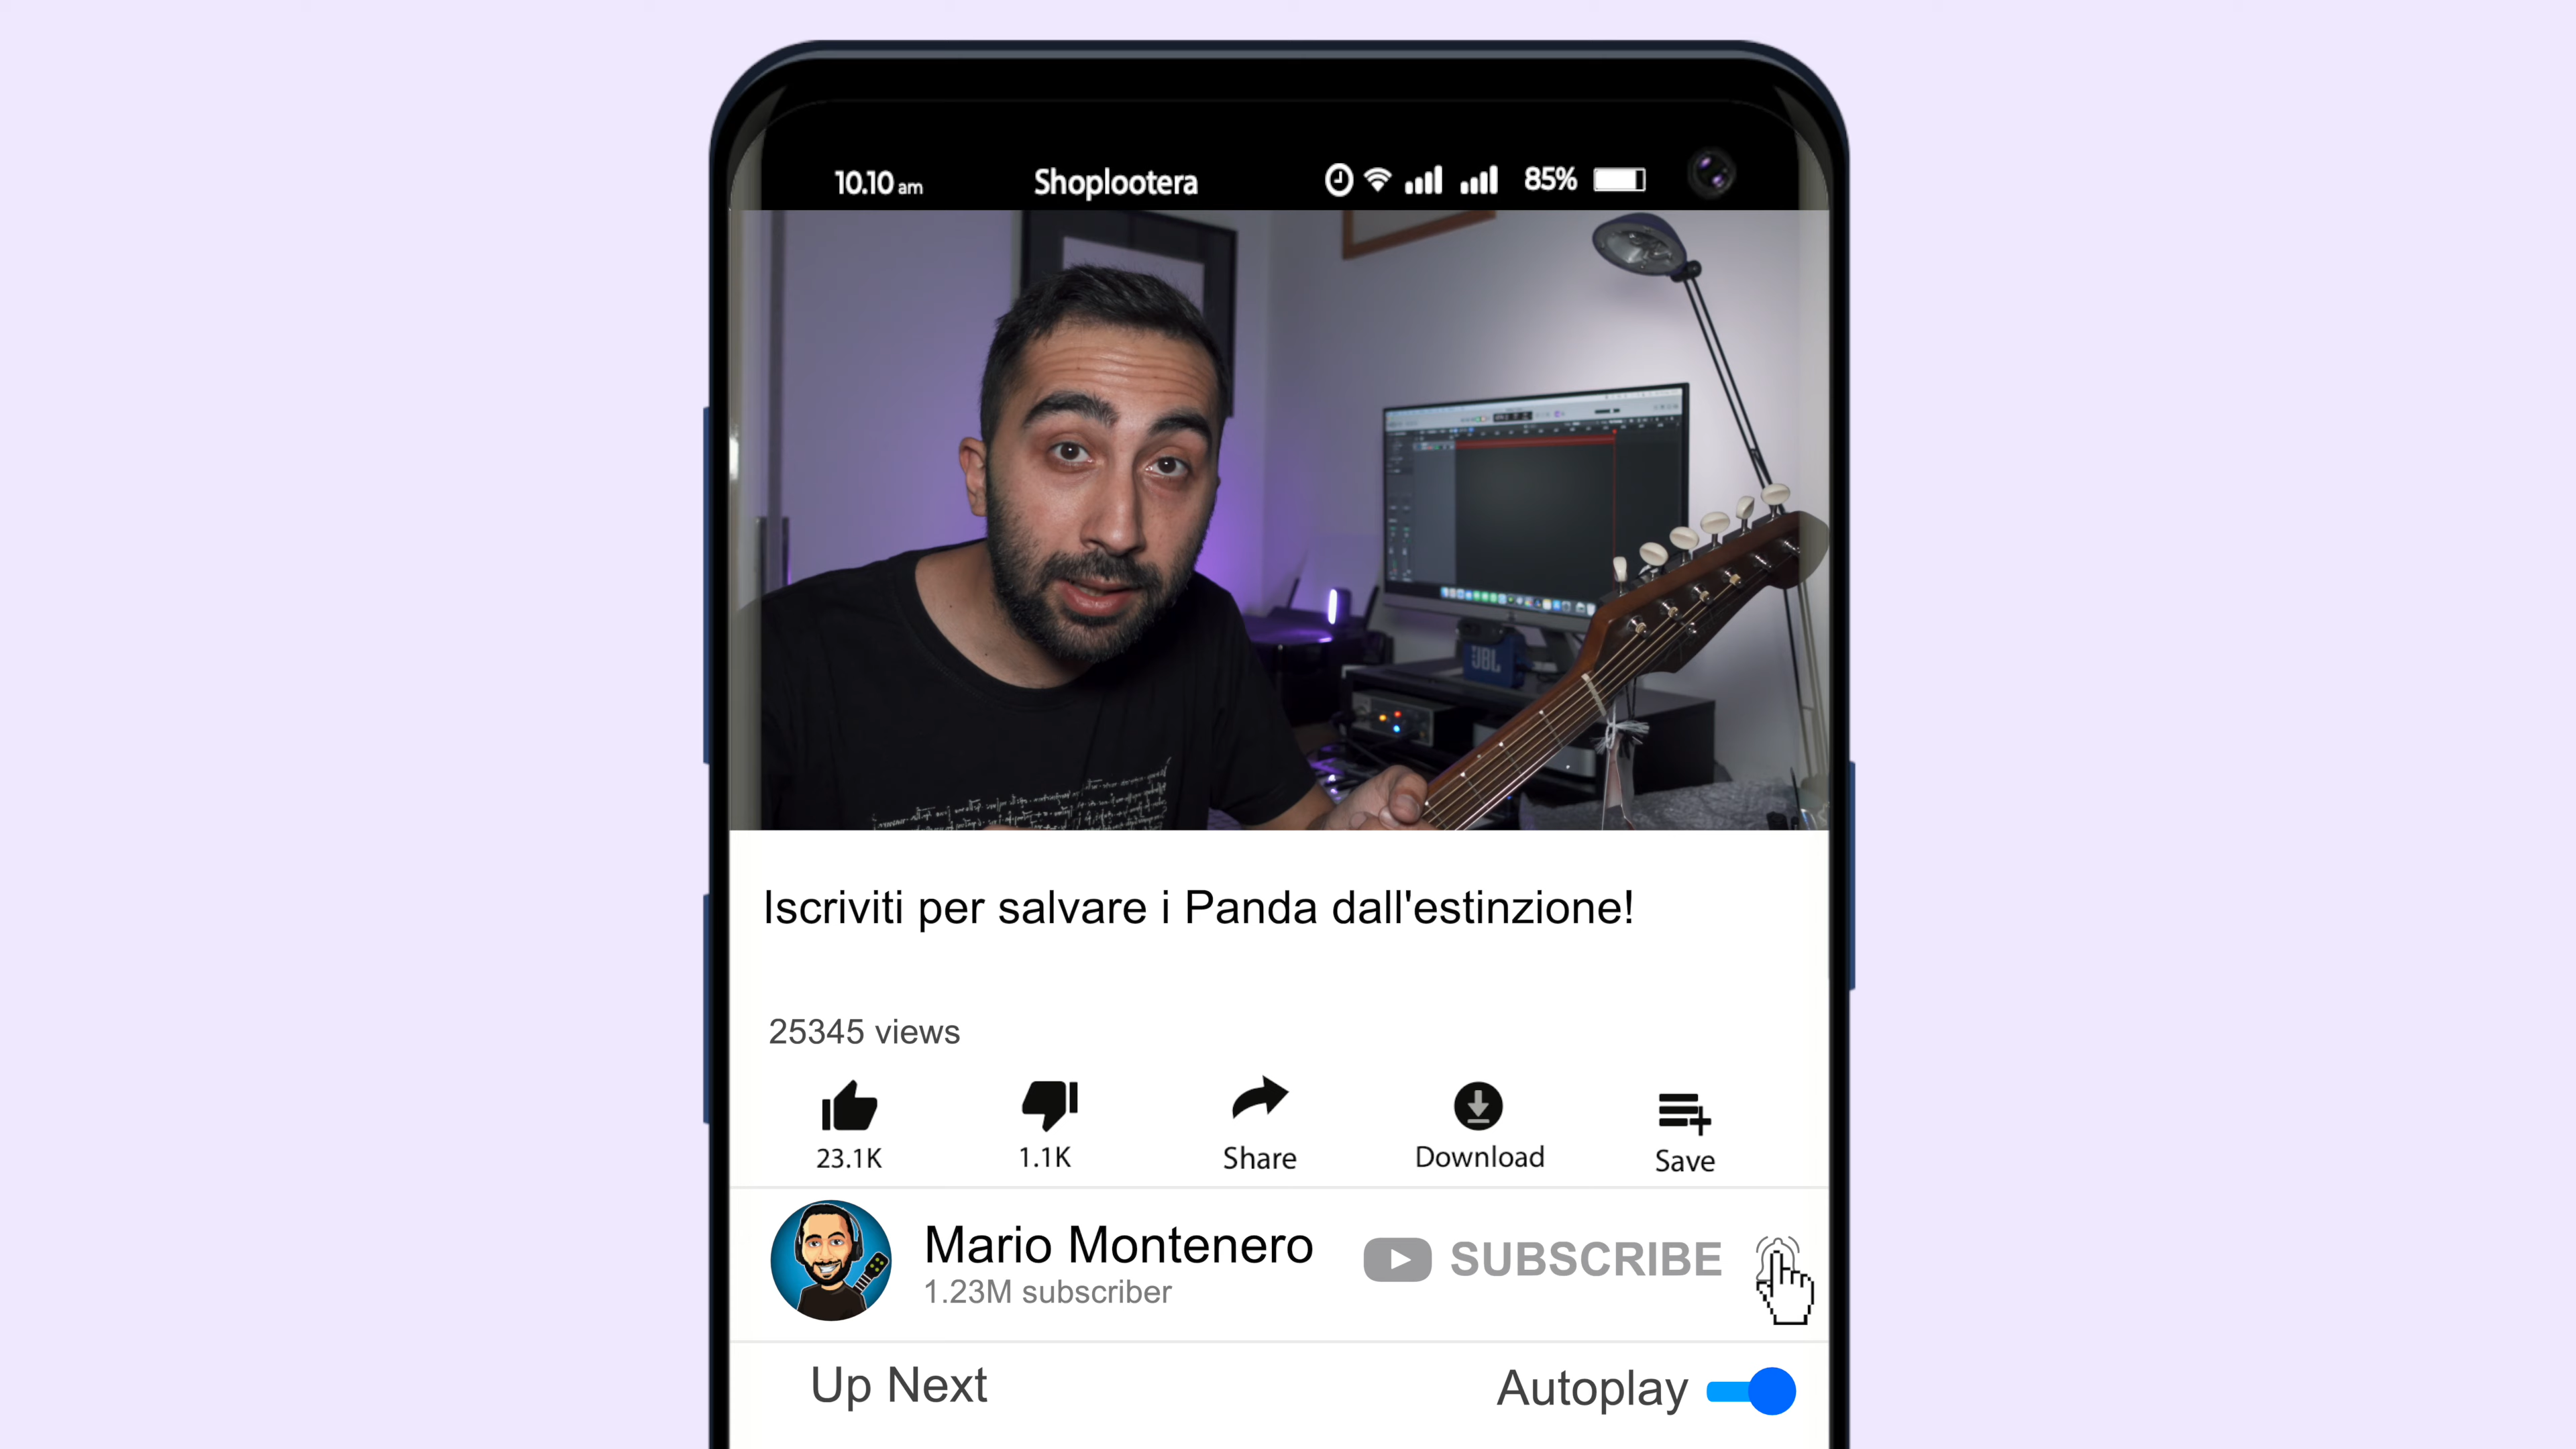 10.10 am Shoplootera 85%
JBL
Iscriviti per salvare i Panda dall'estinzione!
25345 views
23.1K 1.1K Share Download Save
Mario Montenero SUBSCRIBE
1.23M subscriber
Up Next Autoplay